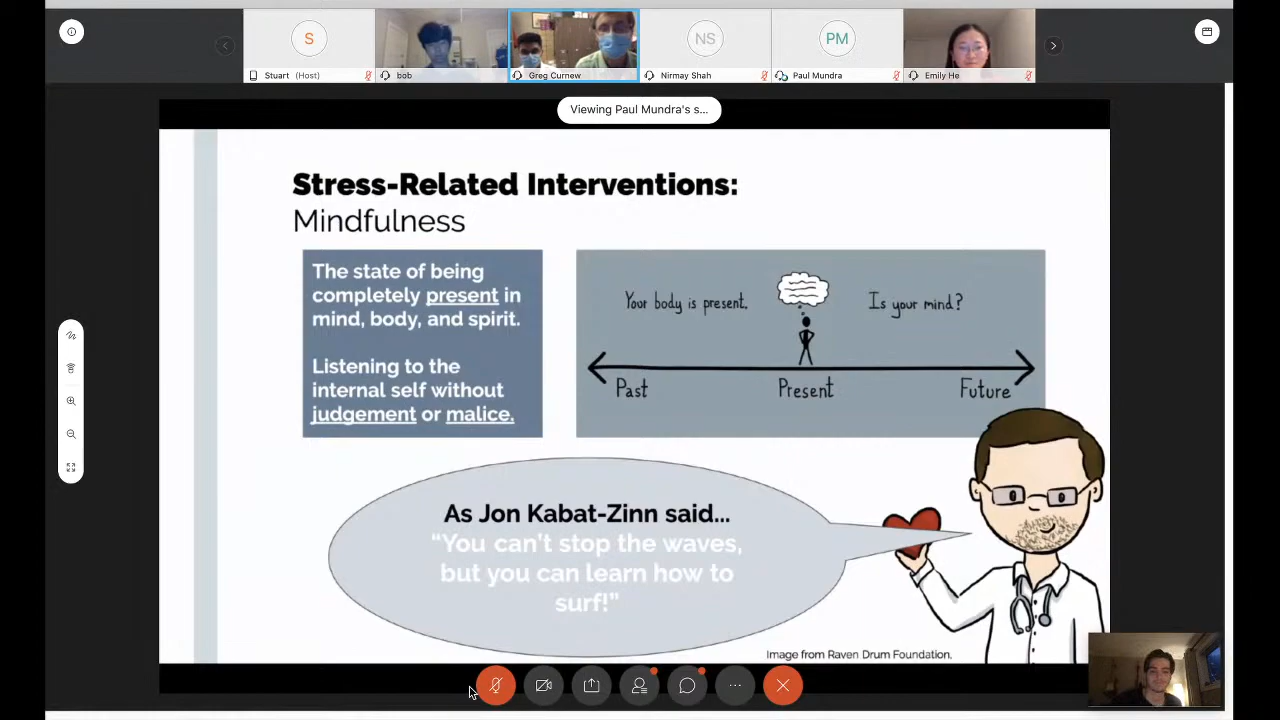 S
NS
PM
Stuart (Host)
bob
Greg Curnew
Nirmay Shah
Paul Mundra
Emily He
Viewing Paul Mundra's s...
Stress-Related Interventions:
Mindfulness
The state of being
completely present in
mind, body, and spirit.
Listening to the
internal self without
judgement or malice.
Your body is present.
Is your mind?
Past
Present
Future
As Jon Kabat-Zinn said...
“You can’t stop the waves,
but you can learn how to
surf!”
Image from Raven Drum Foundation.